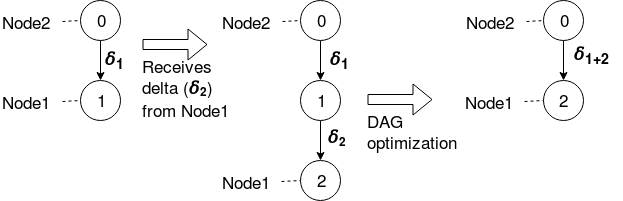 Node2
0
δ1
Node1
1
Receives
delta (δ2)
from Node1
Node2
0
δ1
1
δ2
Node1
2
DAG
optimization
Node2
0
δ1+2
Node1
2